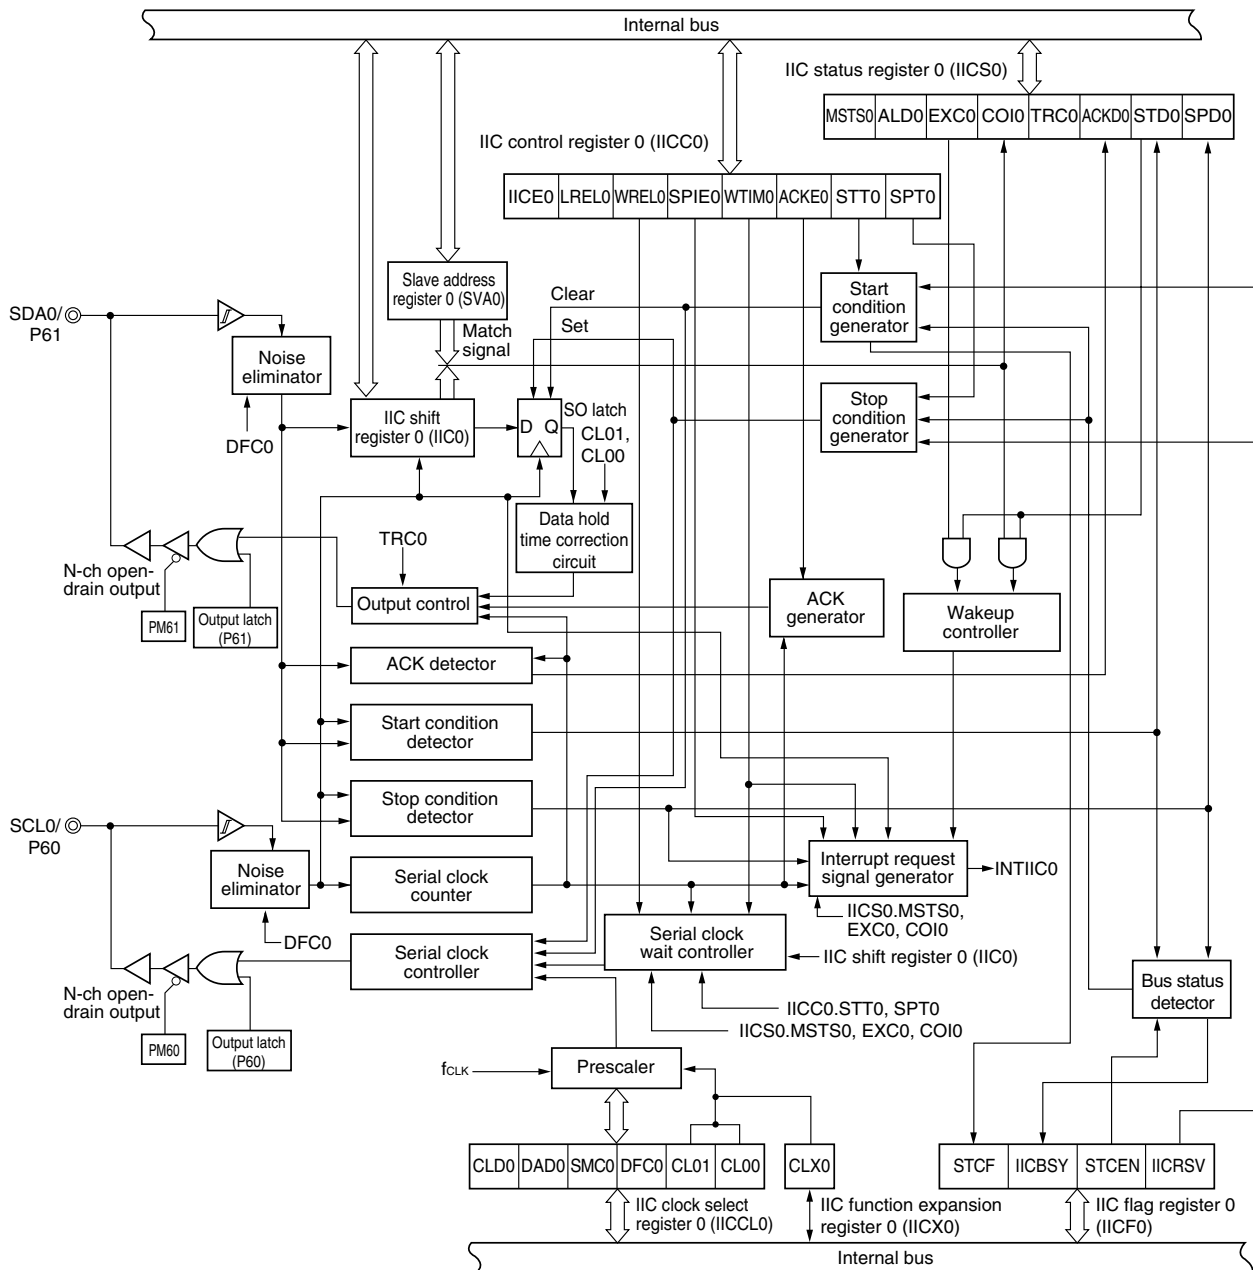 Internal bus
IIC status register 0 (IICS0)
MSTS0 ALD0 EXC0 COI0 TRC0 ACKD0 STD0 SPD0
IIC control register 0 (IICC0)
IICE0 LREL0 WREL0 SPIE0 WTIM0 ACKE0 STT0 SPT0
Slave address
register 0 (SVA0)
Clear
Set
Match
signal
Start
condition
generator
SDA0/
P61
Noise
eliminator
DFC0
IIC shift
register 0 (IIC0)
D Q
SO latch
CL01,
CL00
Stop
condition
generator
Data hold
time correction
circuit
TRC0
N-ch open-
drain output
PM61
Output latch
(P61)
Output control
ACK
generator
Wakeup
controller
ACK detector
Start condition
detector
Stop condition
detector
SCL0/
P60
Noise
eliminator
DFC0
Serial clock
counter
Interrupt request
signal generator
INTIIC0
IICS0.MSTS0,
EXC0, COI0
Serial clock
controller
Serial clock
wait controller
IIC shift register 0 (IIC0)
Bus status
detector
N-ch open-
drain output
PM60
Output latch
(P60)
IICC0.STT0, SPT0
IICS0.MSTS0, EXC0, COI0
fCLK
Prescaler
CLD0 DAD0 SMC0 DFC0 CL01 CL00
CLX0
STCF IICBSY STCEN IICRSV
IIC clock select
register 0 (IICCL0)
IIC function expansion
register 0 (IICX0)
IIC flag register 0
(IICF0)
Internal bus